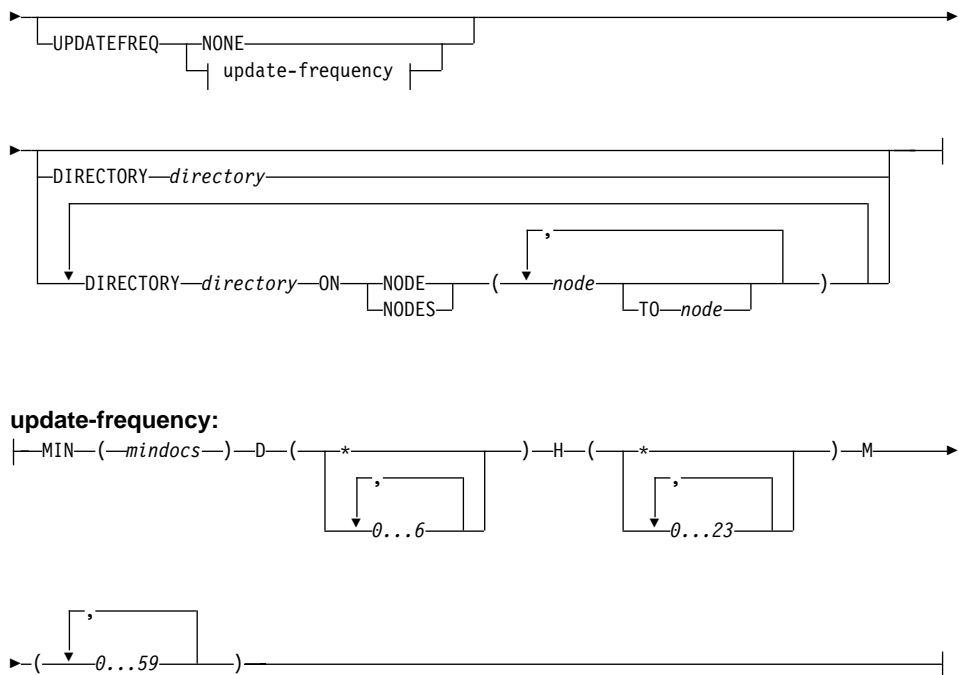 UPDATEFREQ NONE
update-frequency
DIRECTORY directory
,
DIRECTORY directory ON NODE ( node )
NODES TO node
update-frequency:
MIN ( mindocs ) D ( * ) H ( * ) M
, ,
0...6 0...23
,
( 0...59 )